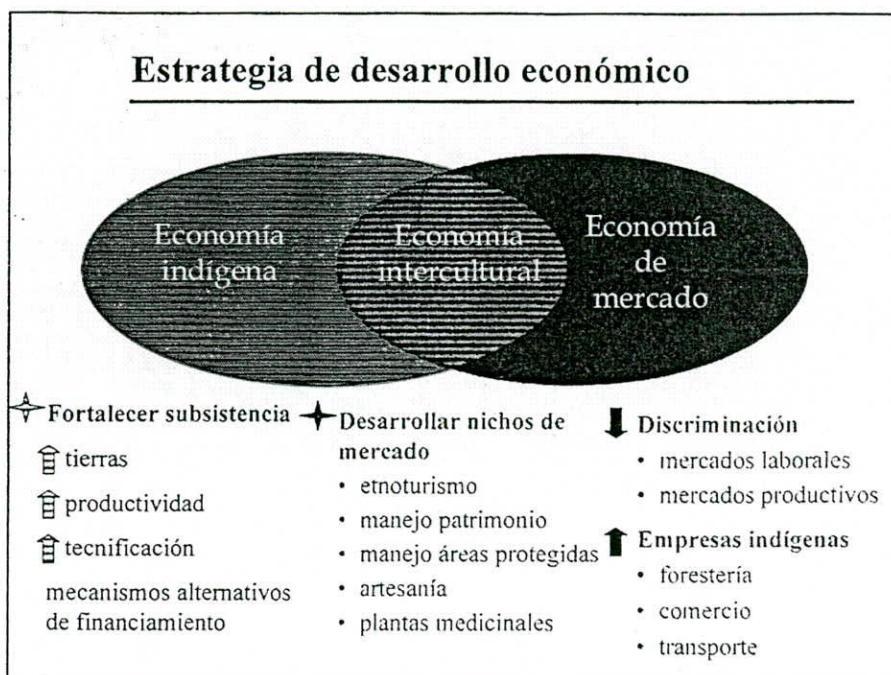 Estrategia de desarrollo económico
Economía
indígena
Economía
intercultural
Economía
de
mercado
Fortalecer subsistencia
tierras
productividad
tecnificación
mecanismos alternativos
de financiamiento
Desarrollar nichos de
mercado
• etnoturismo
• manejo patrimonio
• manejo áreas protegidas
• artesanía
• plantas medicinales
Discriminación
• mercados laborales
• mercados productivos
Empresas indígenas
• forestería
• comercio
• transporte